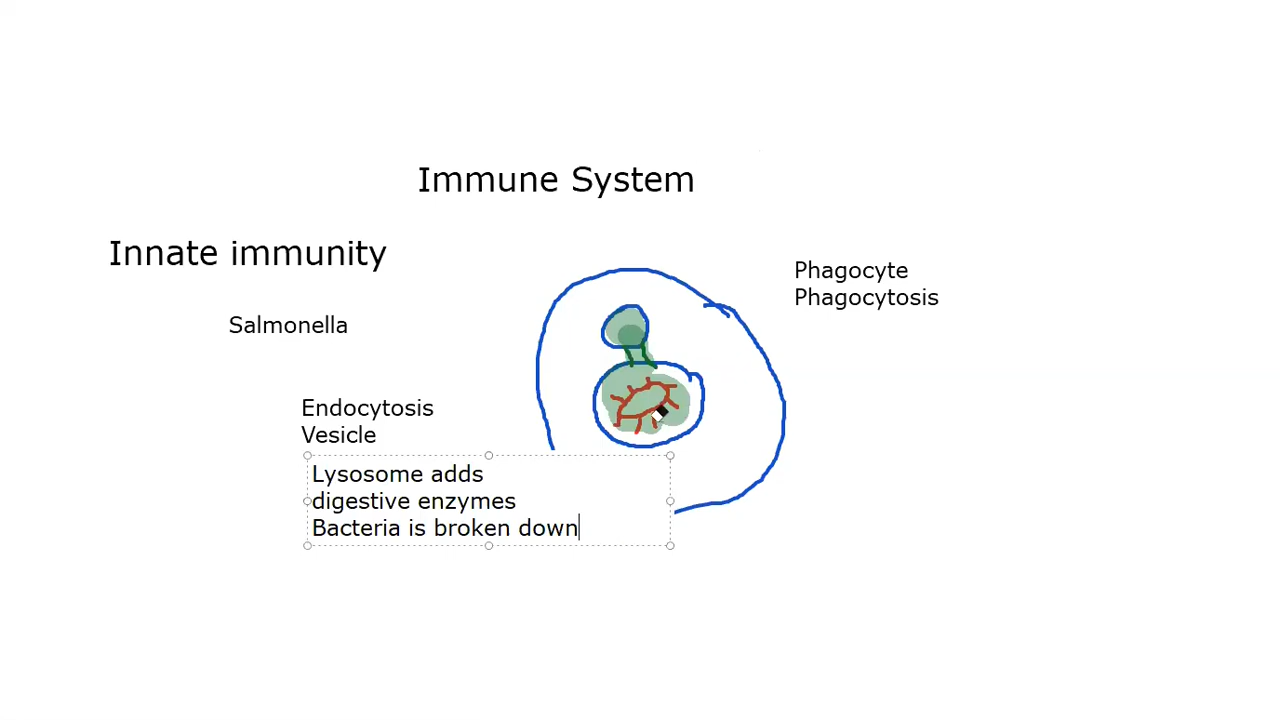 Immune System
Innate immunity
Phagocyte
Phagocytosis
Salmonella
Endocytosis
Vesicle
Lysosome adds
digestive enzymes
Bacteria is broken down